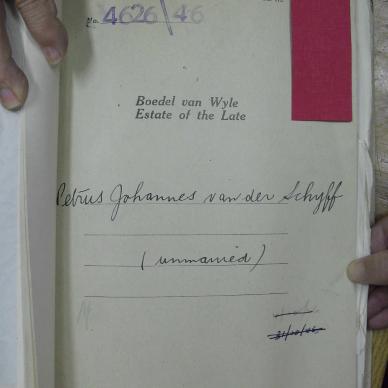 No. 4626/46
Boedel van Wyle
Estate of the Late
Petrus Johannes van der Schyff
(unmarried)